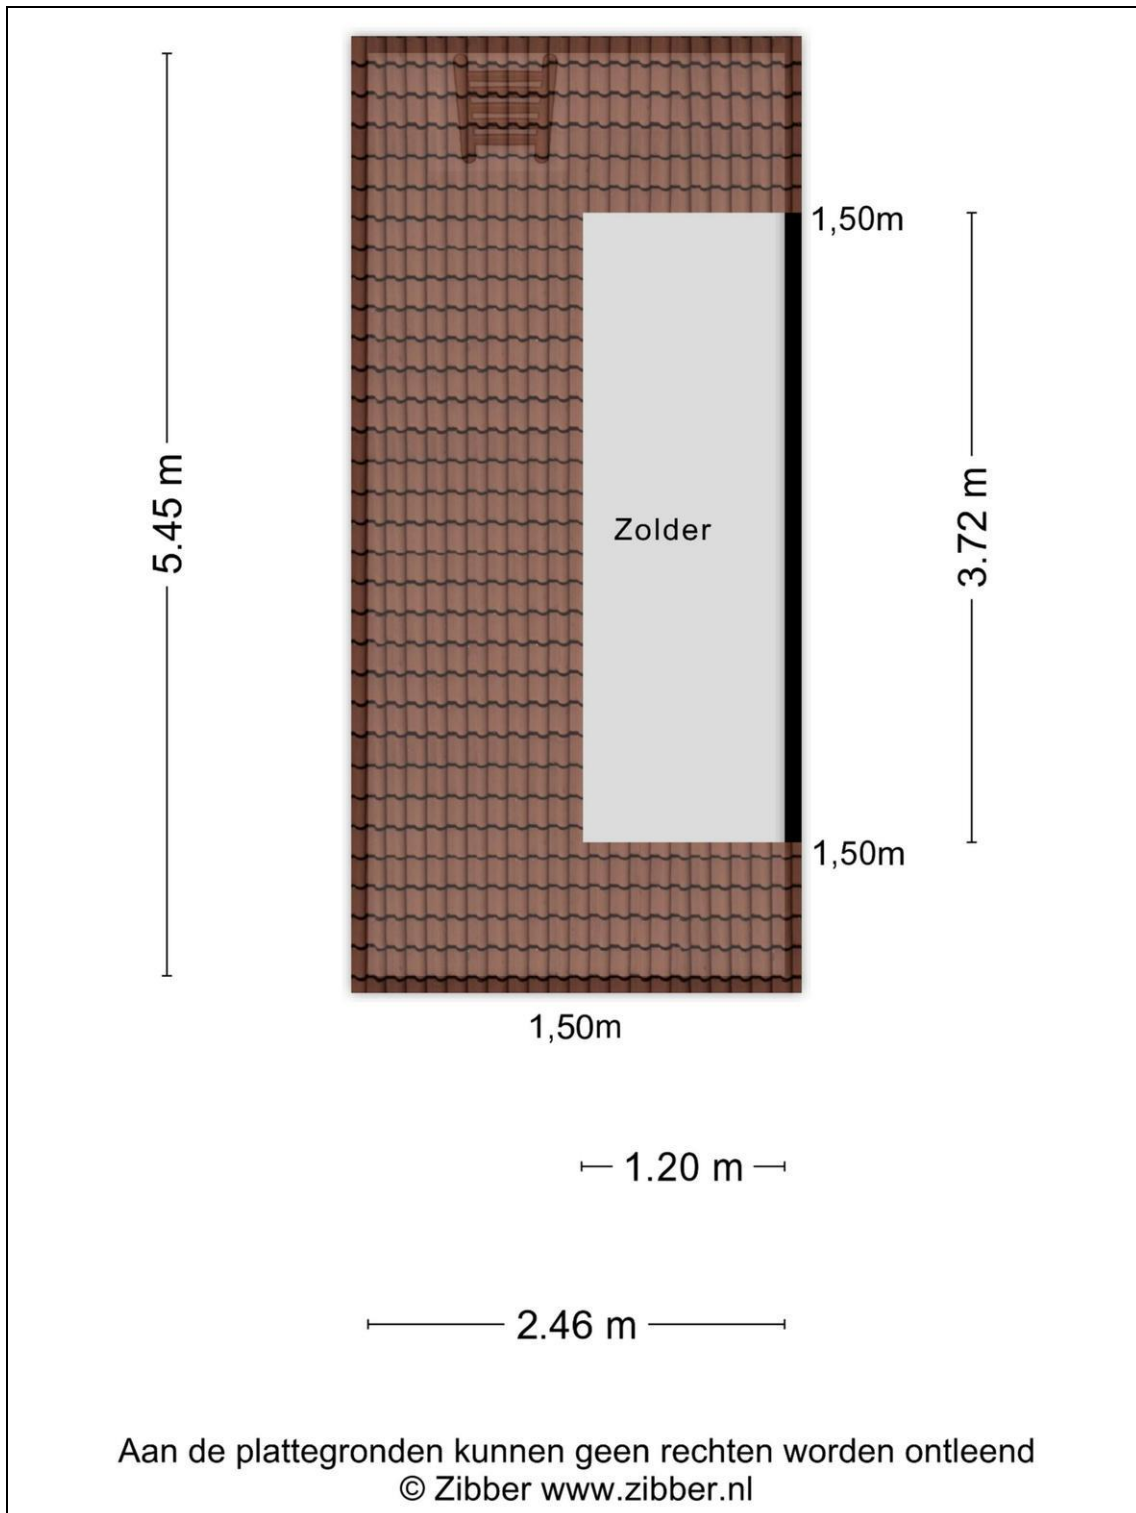 1,50m
5.45 m
3.72 m
Zolder
1,50m
1,50m
1.20 m
2.46 m
Aan de plattegronden kunnen geen rechten worden ontleend
© Zibber www.zibber.nl